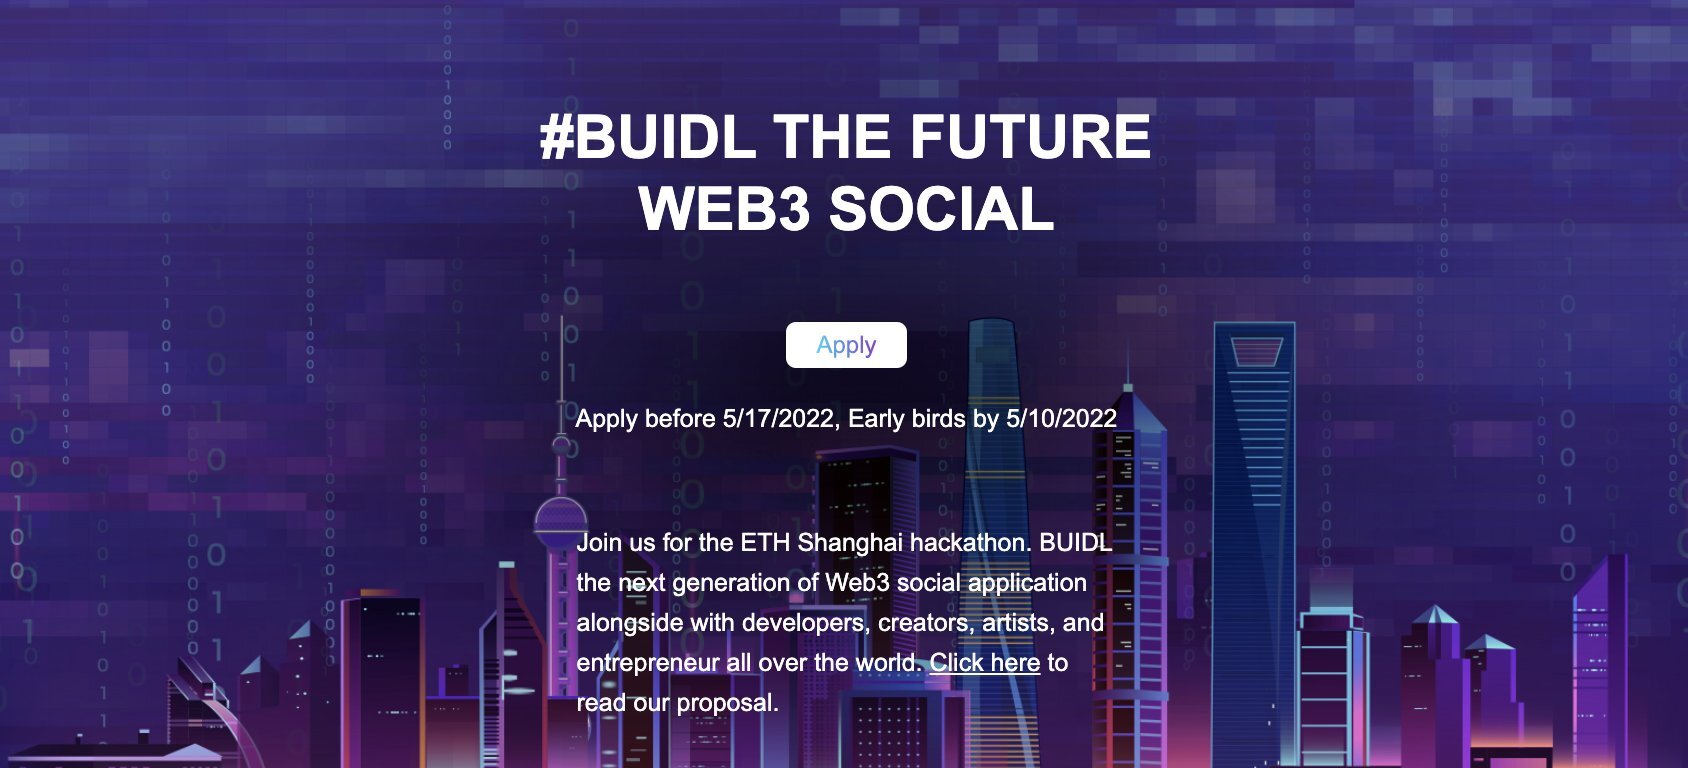 #BUIDL THE FUTURE
WEB3 SOCIAL
Apply
Apply before 5/17/2022, Early birds by 5/10/2022
Join us for the ETH Shanghai hackathon. BUIDL
the next generation of Web3 social application
alongside with developers, creators, artists, and
entrepreneur all over the world. Click here to
read our proposal.